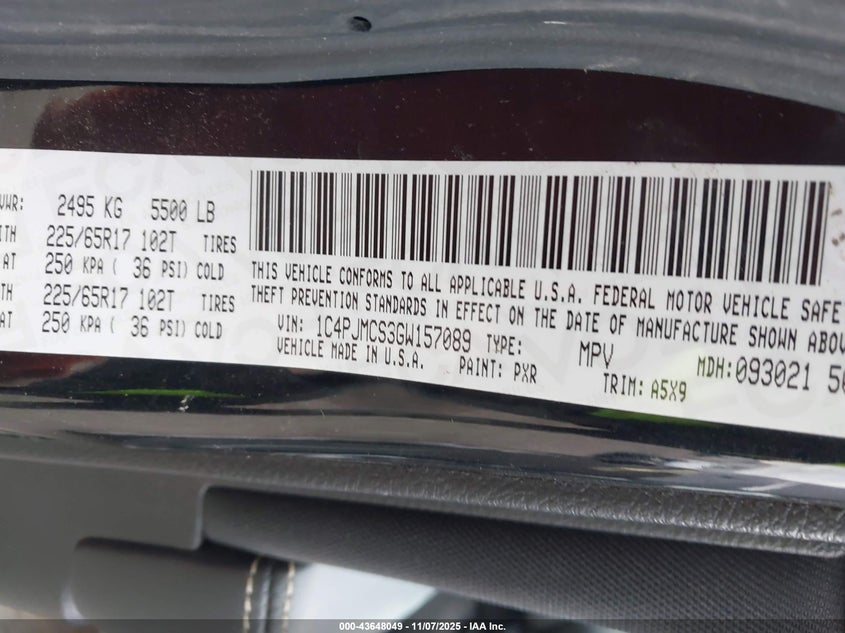 VWR: 2495 KG 5500 LB
ITH 225/65R17 102T TIRES
AT 250 KPA ( 36 PSI) COLD
TH 225/65R17 102T TIRES
AT 250 KPA ( 36 PSI) COLD
THIS VEHICLE CONFORMS TO ALL APPLICABLE U.S.A. FEDERAL MOTOR VEHICLE SAFE
THEFT PREVENTION STANDARDS IN EFFECT ON THE DATE OF MANUFACTURE SHOWN ABOV
VIN: 1C4PJMCS3GW157089 TYPE: MPV MDH: 093021 50
VEHICLE MADE IN U.S.A. PAINT: PXR TRIM: A5X9
000-43648049 - 11/07/2025 - IAA Inc.